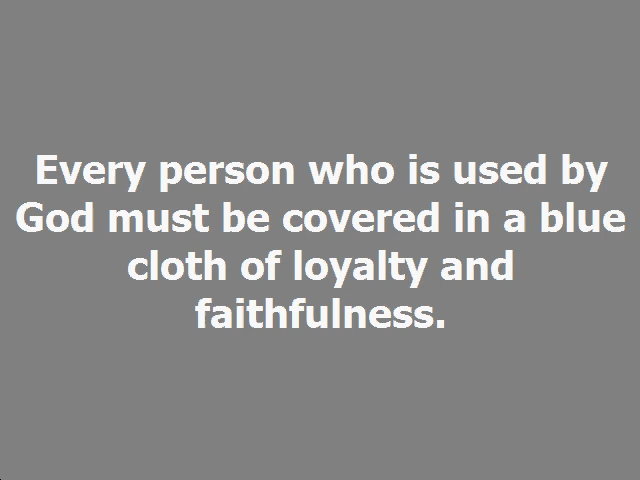 Every person who is used by
God must be covered in a blue
cloth of loyalty and
faithfulness.